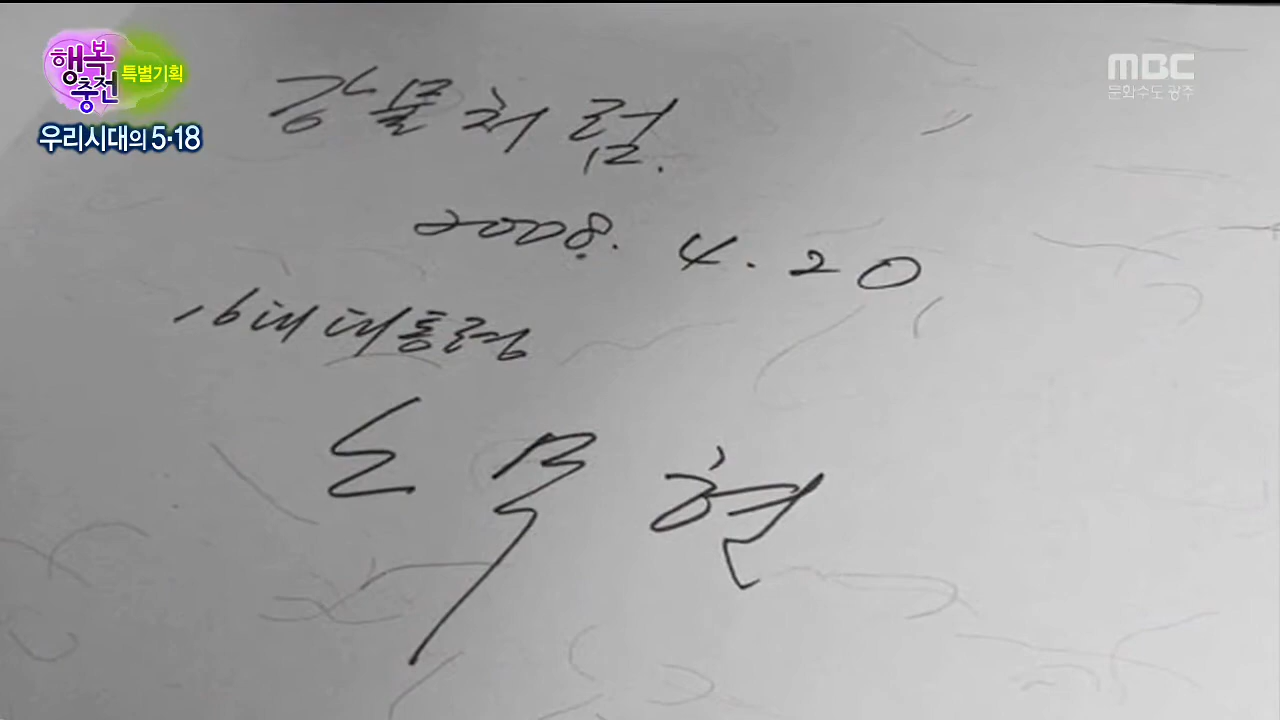 행복충전 특별기획
우리시대의 5·18
MBC
문화수도 광주
강물처럼.
2008. 4. 20,
16대 대통령
노무현